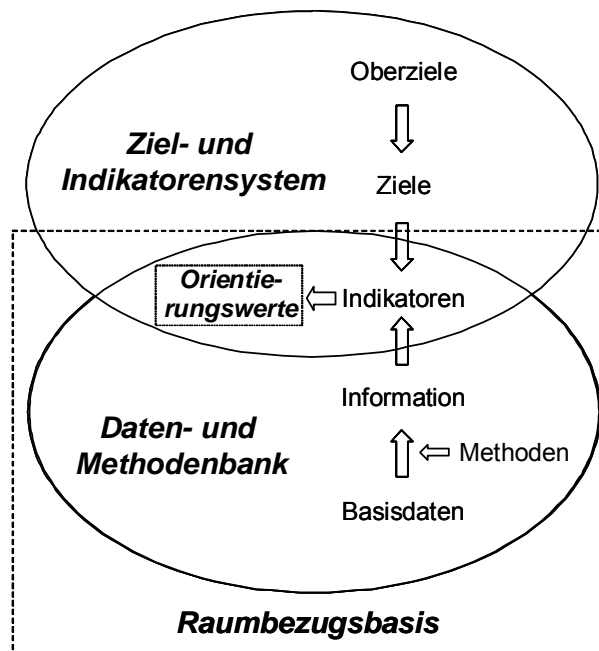 Oberziele
Ziel- und
Indikatorensystem
Ziele
Orientie-
rungswerte
Indikatoren
Information
Daten- und
Methodenbank
Methoden
Basisdaten
Raumbezugsbasis